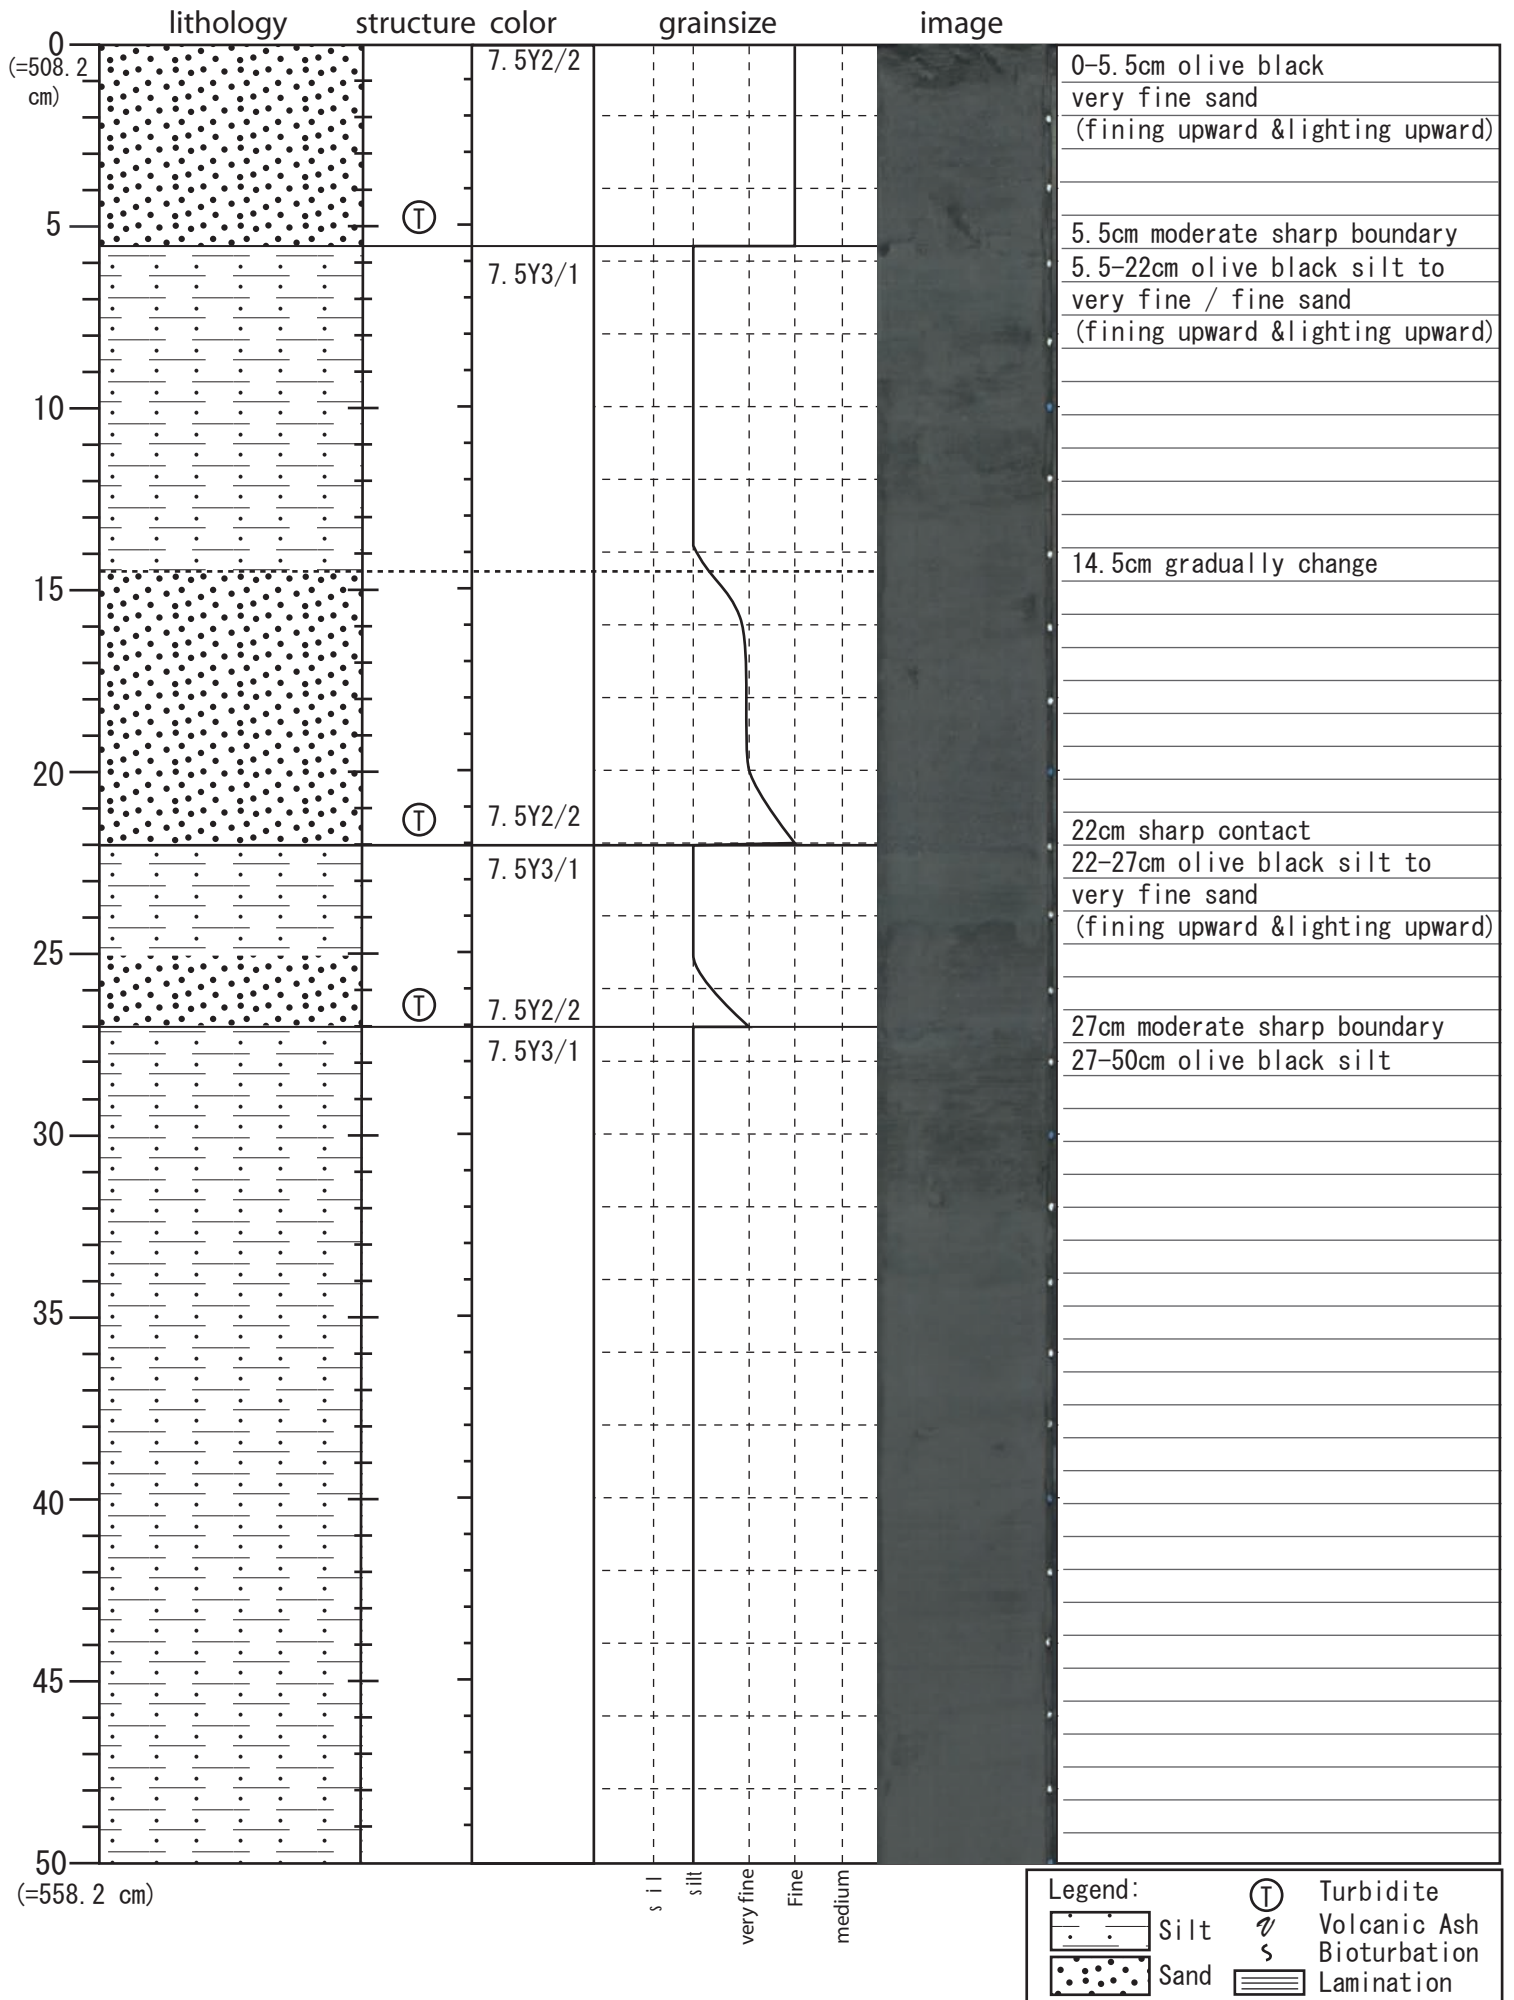 lithology structure color grainsize image
0
(=508.2
cm)
7.5Y2/2
0-5.5cm olive black
very fine sand
(fining upward &lighting upward)
5
T
5.5cm moderate sharp boundary
7.5Y3/1
5.5-22cm olive black silt to
very fine / fine sand
(fining upward &lighting upward)
10
14.5cm gradually change
15
20
T
7.5Y2/2
22cm sharp contact
7.5Y3/1
22-27cm olive black silt to
very fine sand
(fining upward &lighting upward)
25
T
7.5Y2/2
27cm moderate sharp boundary
7.5Y3/1
27-50cm olive black silt
30
35
40
45
50
(=558.2 cm)
s i l
silt
very fine
Fine
medium
Legend:
T Turbidite
Silt
Volcanic Ash
Bioturbation
Sand
Lamination